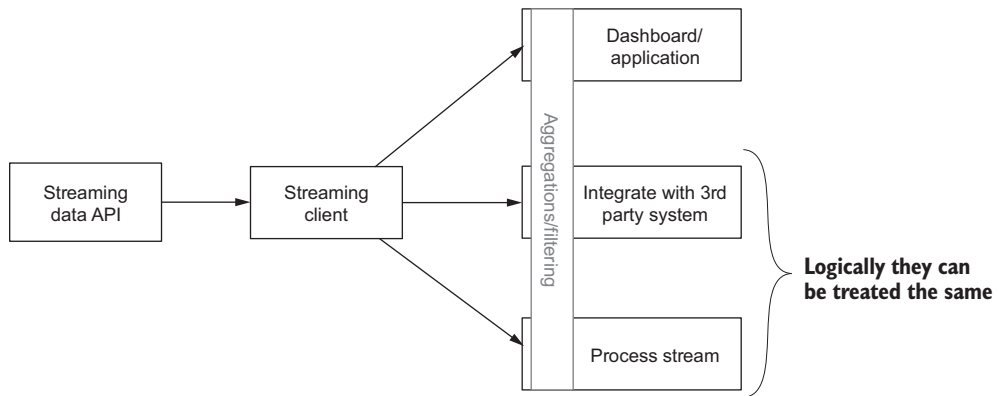 Streaming
data API
Streaming
client
Aggregations/filtering
Dashboard/
application
Integrate with 3rd
party system
Process stream
Logically they can
be treated the same